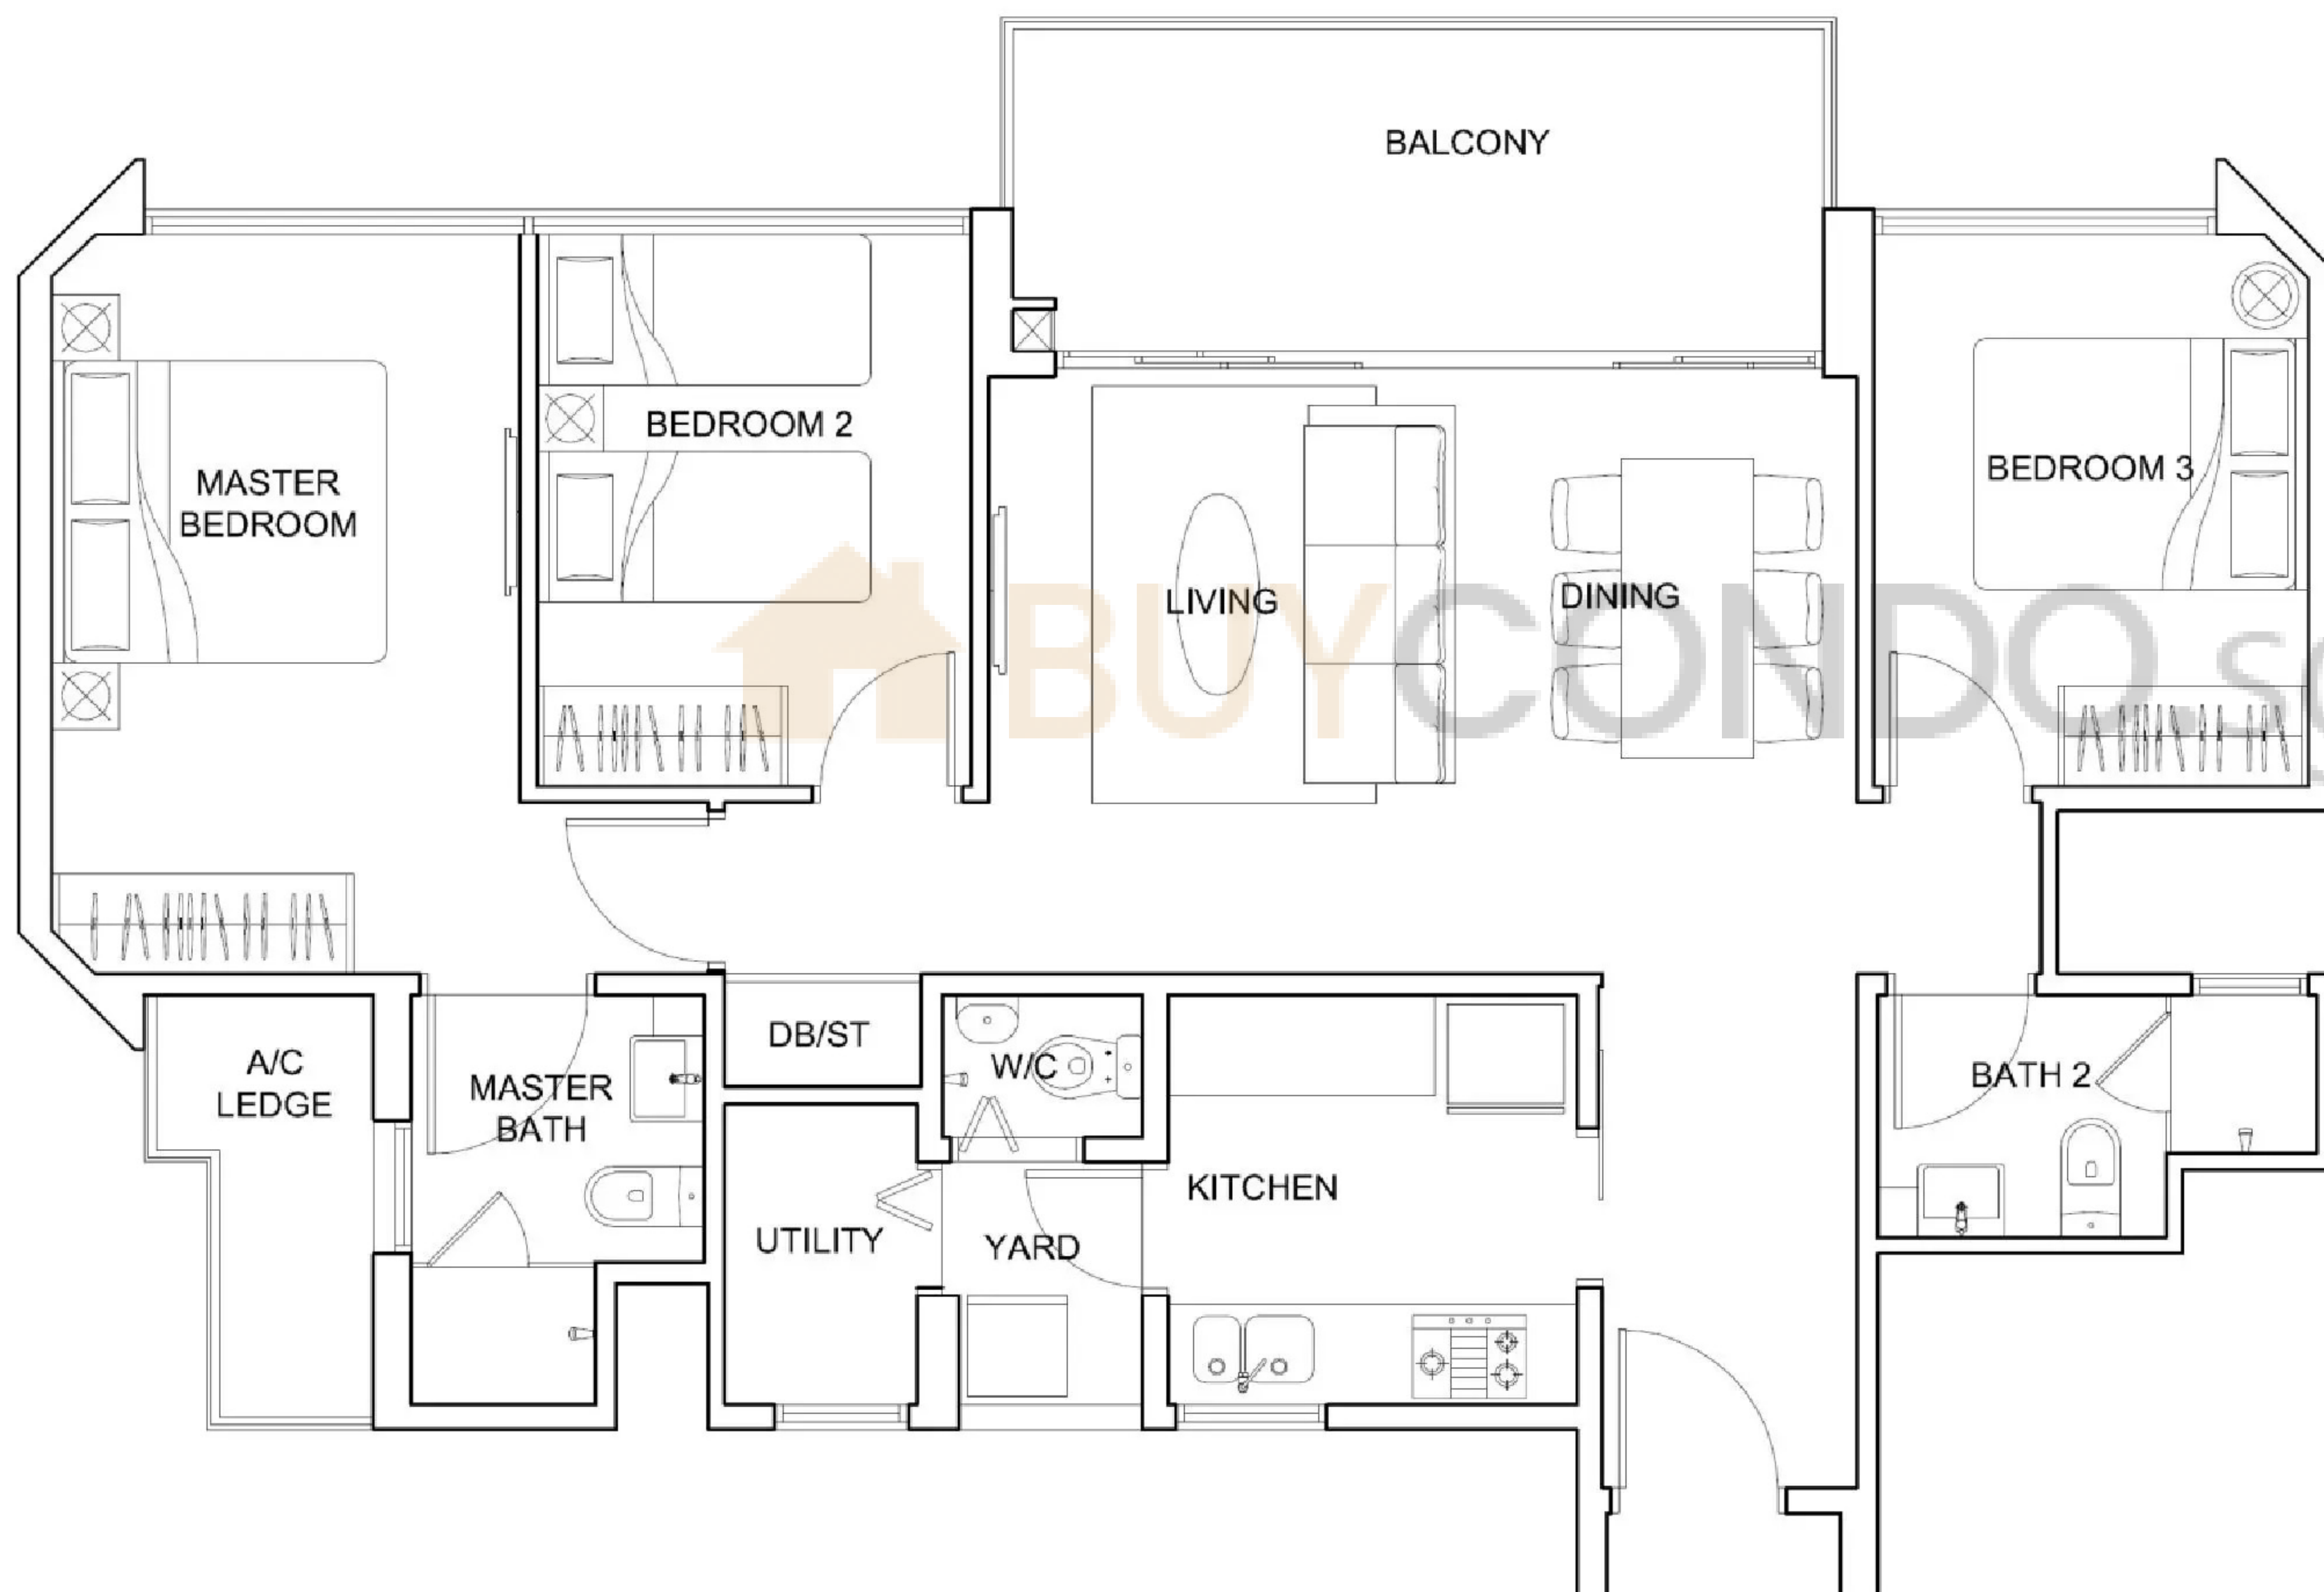 BALCONY
BEDROOM 2
MASTER
BEDROOM
BEDROOM 3
LIVING
DINING
BUYCONDO.SG
DB/ST
W/C
A/C
LEDGE
MASTER
BATH
BATH 2
KITCHEN
UTILITY
YARD